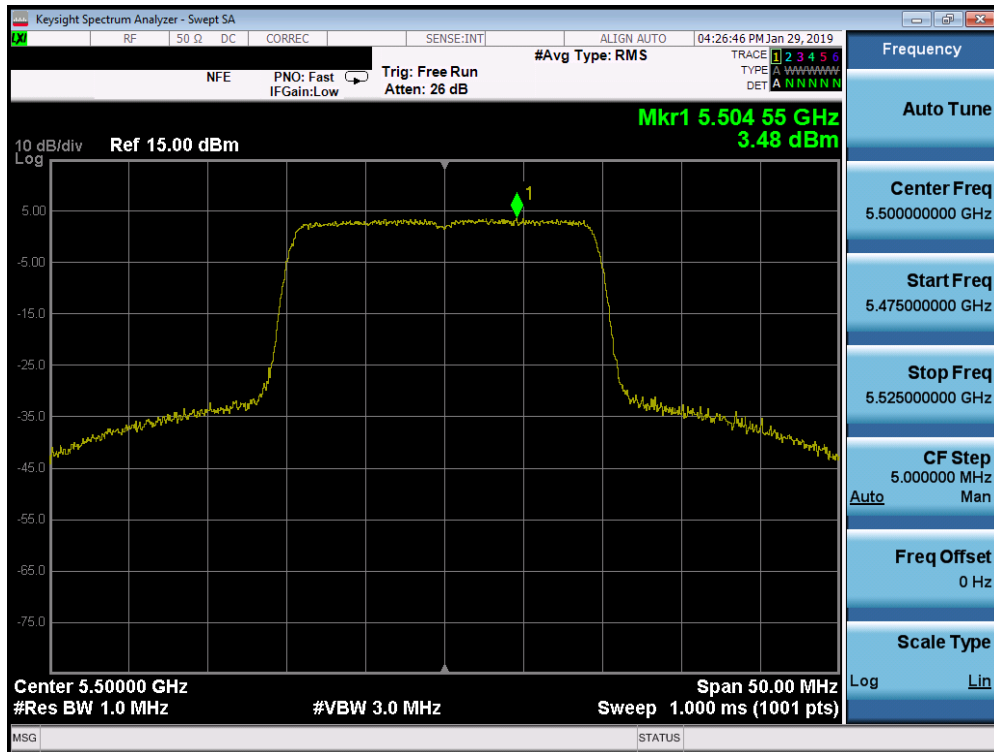 Keysight Spectrum Analyzer - Swept SA
LXI RF 50 Ω DC CORREC SENSE:INT ALIGN AUTO 04:26:46 PM Jan 29, 2019
Frequency
#Avg Type: RMS
TRACE 1 2 3 4 5 6
NFE PNO: Fast Trig: Free Run TYPE A WWWWW
IFGain:Low Atten: 26 dB DET A N N N N N
Auto Tune
Mkr1 5.504 55 GHz
10 dB/div Ref 15.00 dBm 3.48 dBm
Log
1
5.00
-5.00
-15.0
-25.0
-35.0
-45.0
-55.0
-65.0
-75.0
Center Freq
5.500000000 GHz
Start Freq
5.475000000 GHz
Stop Freq
5.525000000 GHz
CF Step
5.000000 MHz
Auto Man
Freq Offset
0 Hz
Scale Type
Log Lin
Center 5.50000 GHz Span 50.00 MHz
#Res BW 1.0 MHz #VBW 3.0 MHz Sweep 1.000 ms (1001 pts)
MSG STATUS